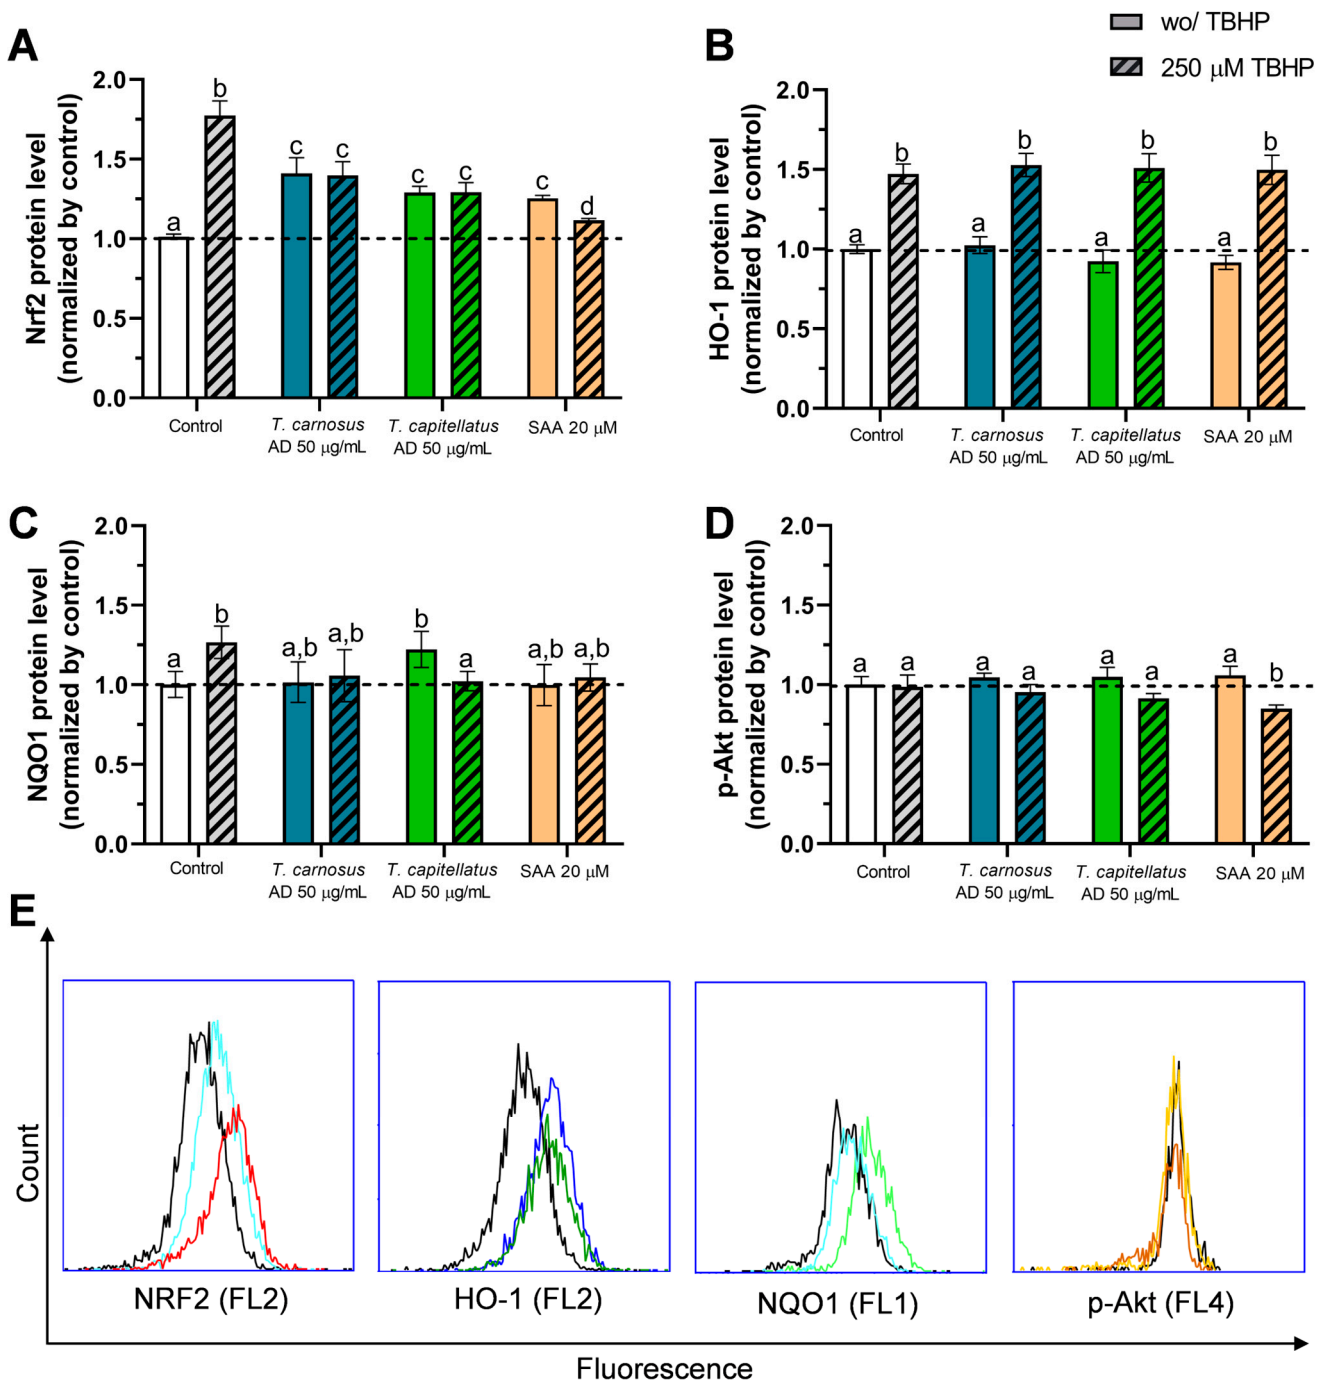 wo/ TBHP
250 μM TBHP
A
Nrf2 protein level
(normalized by control)
2.0
1.5
1.0
0.5
0.0
a
b
c
c
c
c
c
d
Control
T. carnosus
AD 50 μg/mL
T. capitellatus
AD 50 μg/mL
SAA 20 μM
B
HO-1 protein level
(normalized by control)
2.0
1.5
1.0
0.5
0.0
a
b
a
b
a
b
a
b
Control
T. carnosus
AD 50 μg/mL
T. capitellatus
AD 50 μg/mL
SAA 20 μM
C
NQO1 protein level
(normalized by control)
2.0
1.5
1.0
0.5
0.0
a
b
a,b
a,b
b
a
a,b
a,b
Control
T. carnosus
AD 50 μg/mL
T. capitellatus
AD 50 μg/mL
SAA 20 μM
D
p-Akt protein level
(normalized by control)
2.0
1.5
1.0
0.5
0.0
a
a
a
a
a
a
a
b
Control
T. carnosus
AD 50 μg/mL
T. capitellatus
AD 50 μg/mL
SAA 20 μM
E
Count
NRF2 (FL2)
HO-1 (FL2)
NQO1 (FL1)
p-Akt (FL4)
Fluorescence